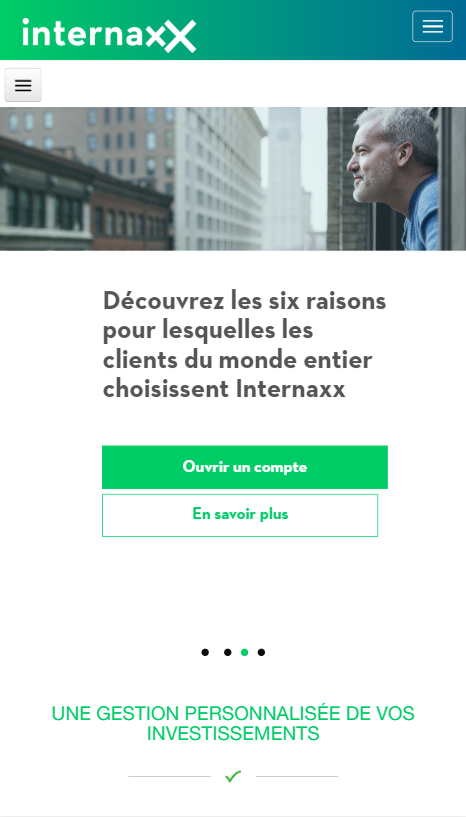 internaxx
Découvrez les six raisons
pour lesquelles les
clients du monde entier
choisissent Internaxx
Ouvrir un compte
En savoir plus
UNE GESTION PERSONNALISÉE DE VOS
INVESTISSEMENTS